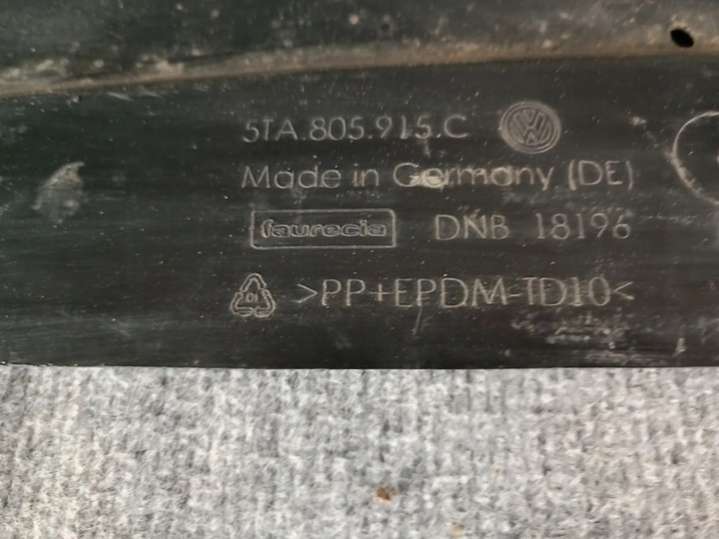 5TA.805.915.C
Made in Germany (DE)
faurecia DNB 18196
>PP+EPDM-TD10<